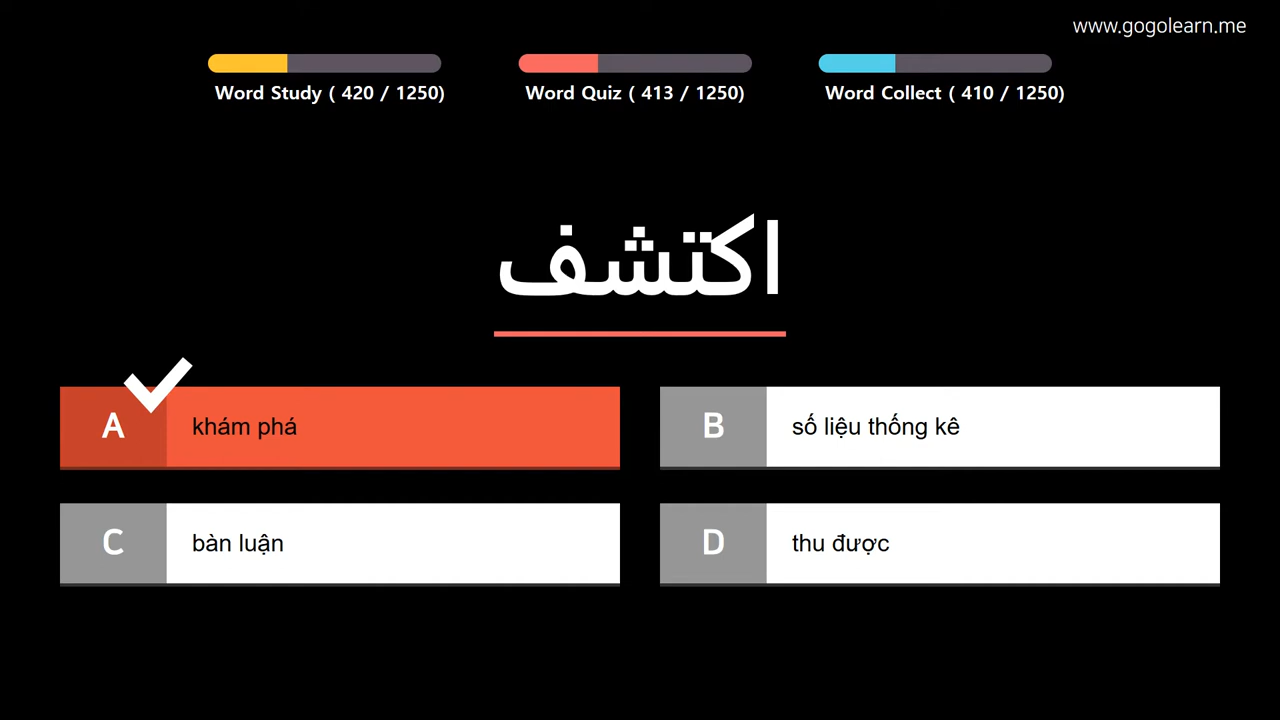 www.gogolearn.me
Word Study ( 420 / 1250)
Word Quiz ( 413 / 1250)
Word Collect ( 410 / 1250)
اكتشف
A
khám phá
B
số liệu thống kê
C
bàn luận
D
thu được